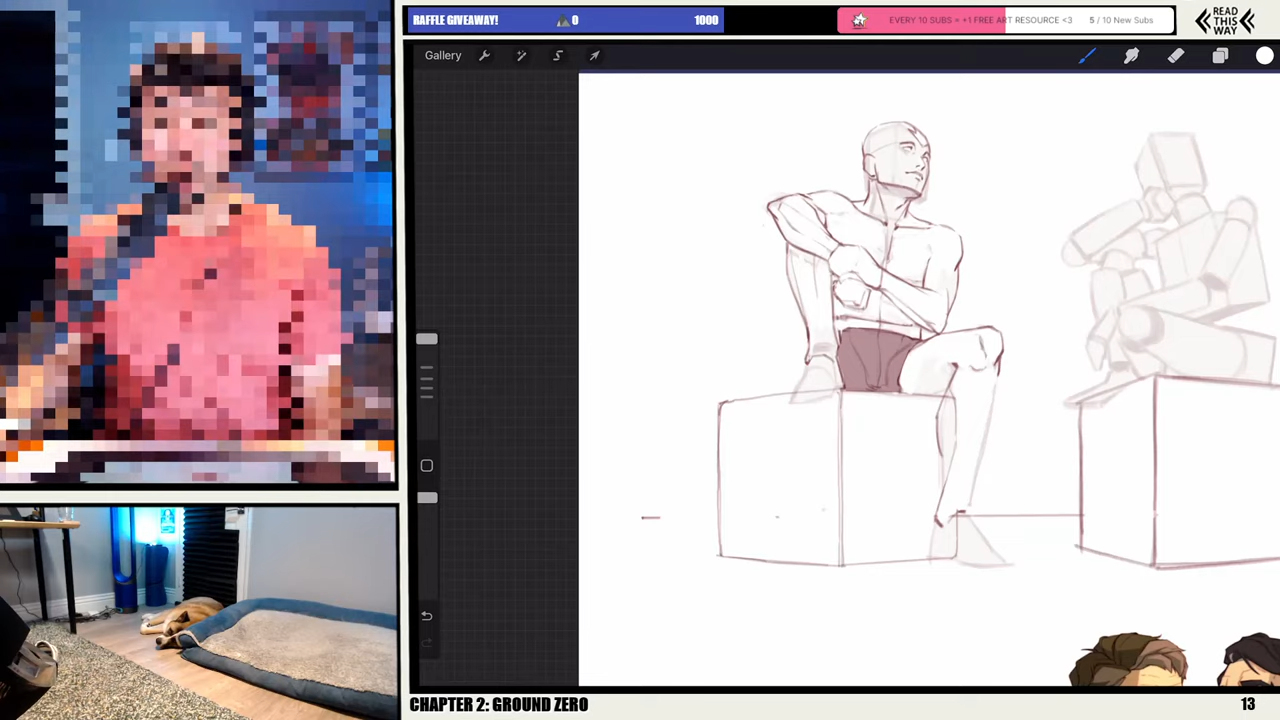 RAFFLE GIVEAWAY!
0
1000
EVERY 10 SUBS = +1 FREE ART RESOURCE <3
5 / 10 New Subs
READ
THIS
WAY
Gallery
CHAPTER 2: GROUND ZERO
13